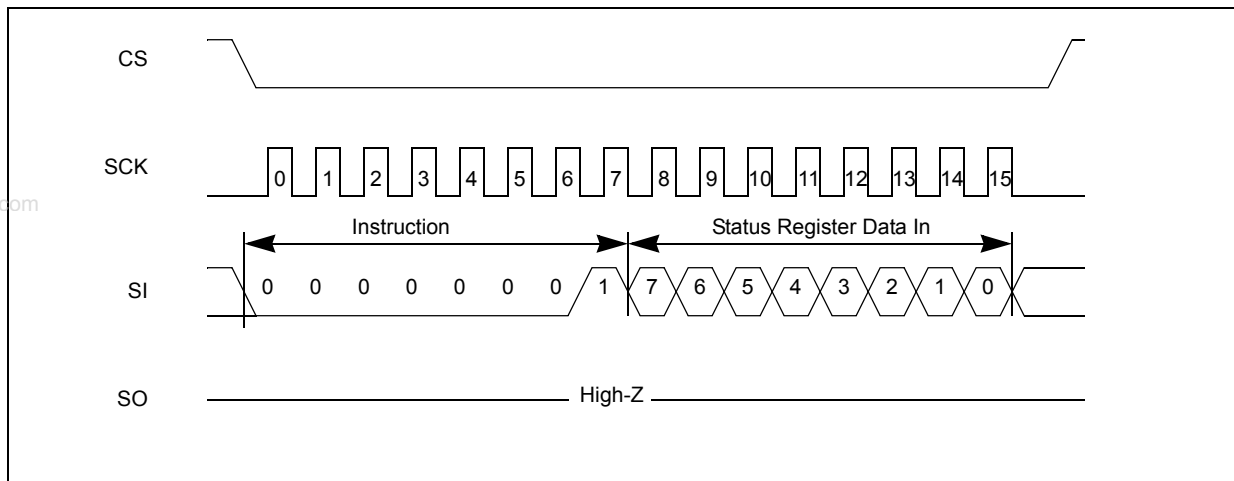 CS
SCK
0 1 2 3 4 5 6 7 8 9 10 11 12 13 14 15
com
Instruction
Status Register Data In
SI
0 0 0 0 0 0 0 1 7 6 5 4 3 2 1 0
SO
High-Z